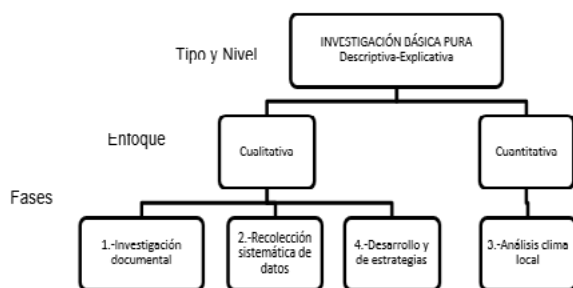 INVESTIGACIÓN BÁSICA PURA
Descriptiva-Explicativa
Tipo y Nivel
Enfoque
Cualitativa
Cuantitativa
Fases
1.-Investigación
documental
2.-Recolección
sistemática de
datos
4.-Desarrollo y
de estrategias
3.-Análisis clima
local